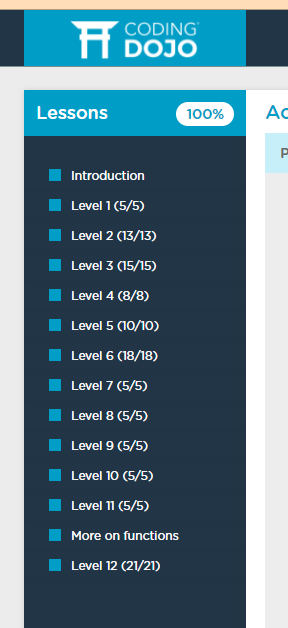 CODING
DOJO
Lessons 100%
Introduction
Level 1 (5/5)
Level 2 (13/13)
Level 3 (15/15)
Level 4 (8/8)
Level 5 (10/10)
Level 6 (18/18)
Level 7 (5/5)
Level 8 (5/5)
Level 9 (5/5)
Level 10 (5/5)
Level 11 (5/5)
More on functions
Level 12 (21/21)